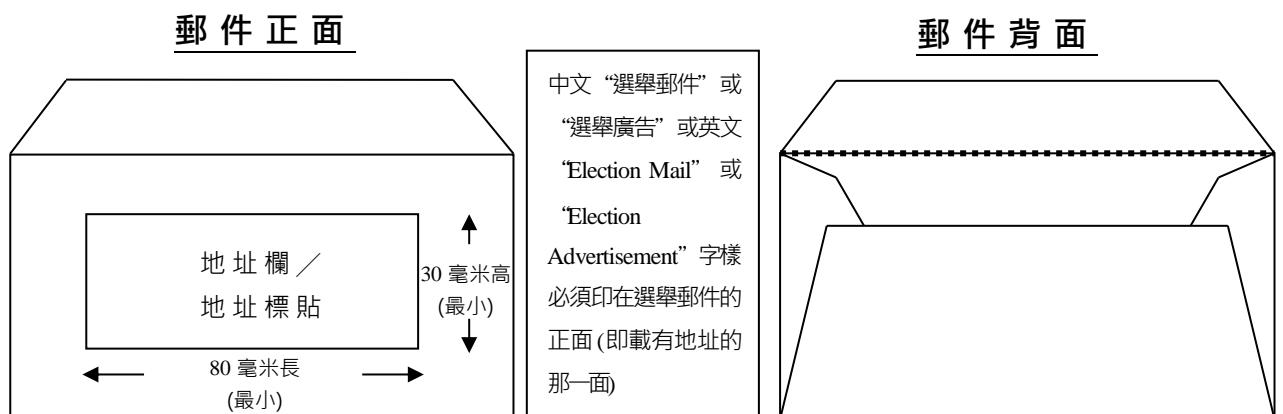 郵件正面
地址欄／
地址標貼
30 毫米高
(最小)
80 毫米長
(最小)
中文“選舉郵件”或
“選舉廣告”或英文
“Election Mail”或
“Election
Advertisement”字樣
必須印在選舉郵件的
正面(即載有地址的
那一面)
郵件背面